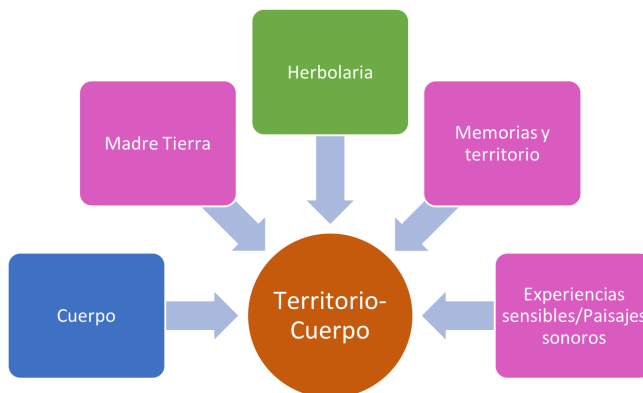 Herbolaria
Madre Tierra
Memorias y
territorio
Cuerpo
Territorio-
Cuerpo
Experiencias
sensibles/Paisajes
sonoros